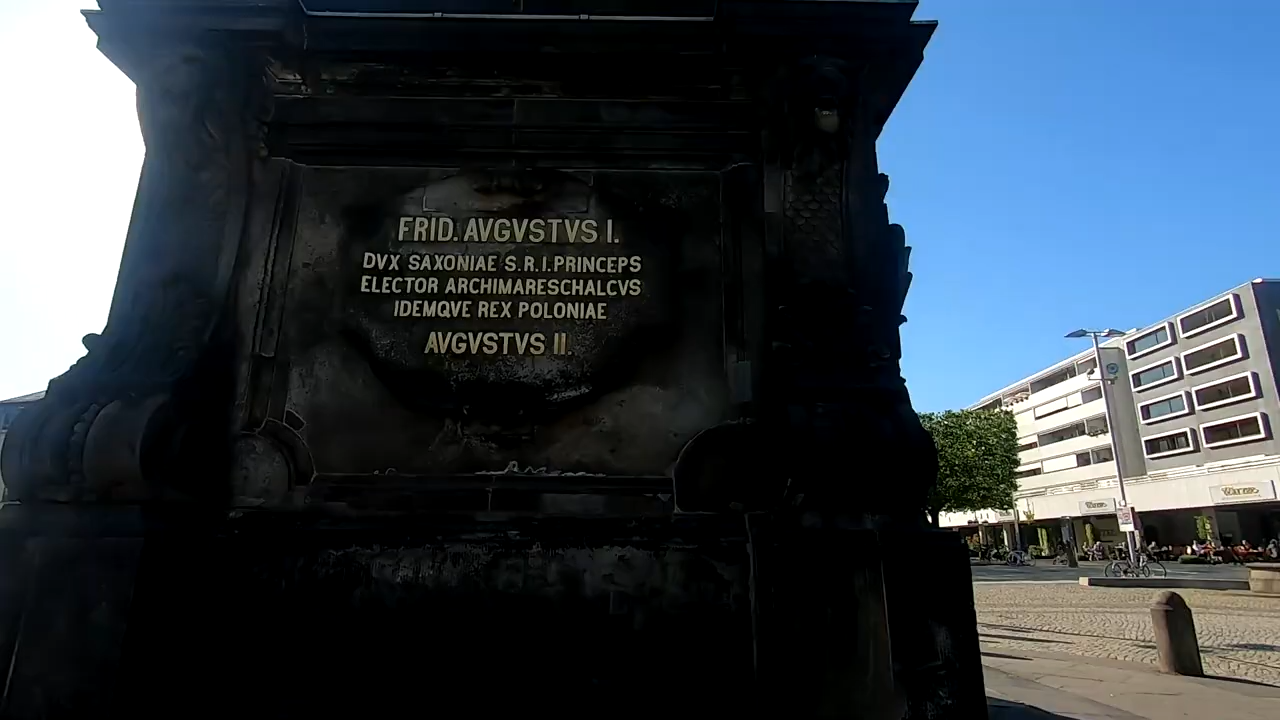 FRID. AVGVSTVS I.
DVX SAXONIAE S.R.I. PRINCEPS
ELECTOR ARCHIMARESCHALCVS
IDEMQVE REX POLONIAE
AVGVSTVS II.